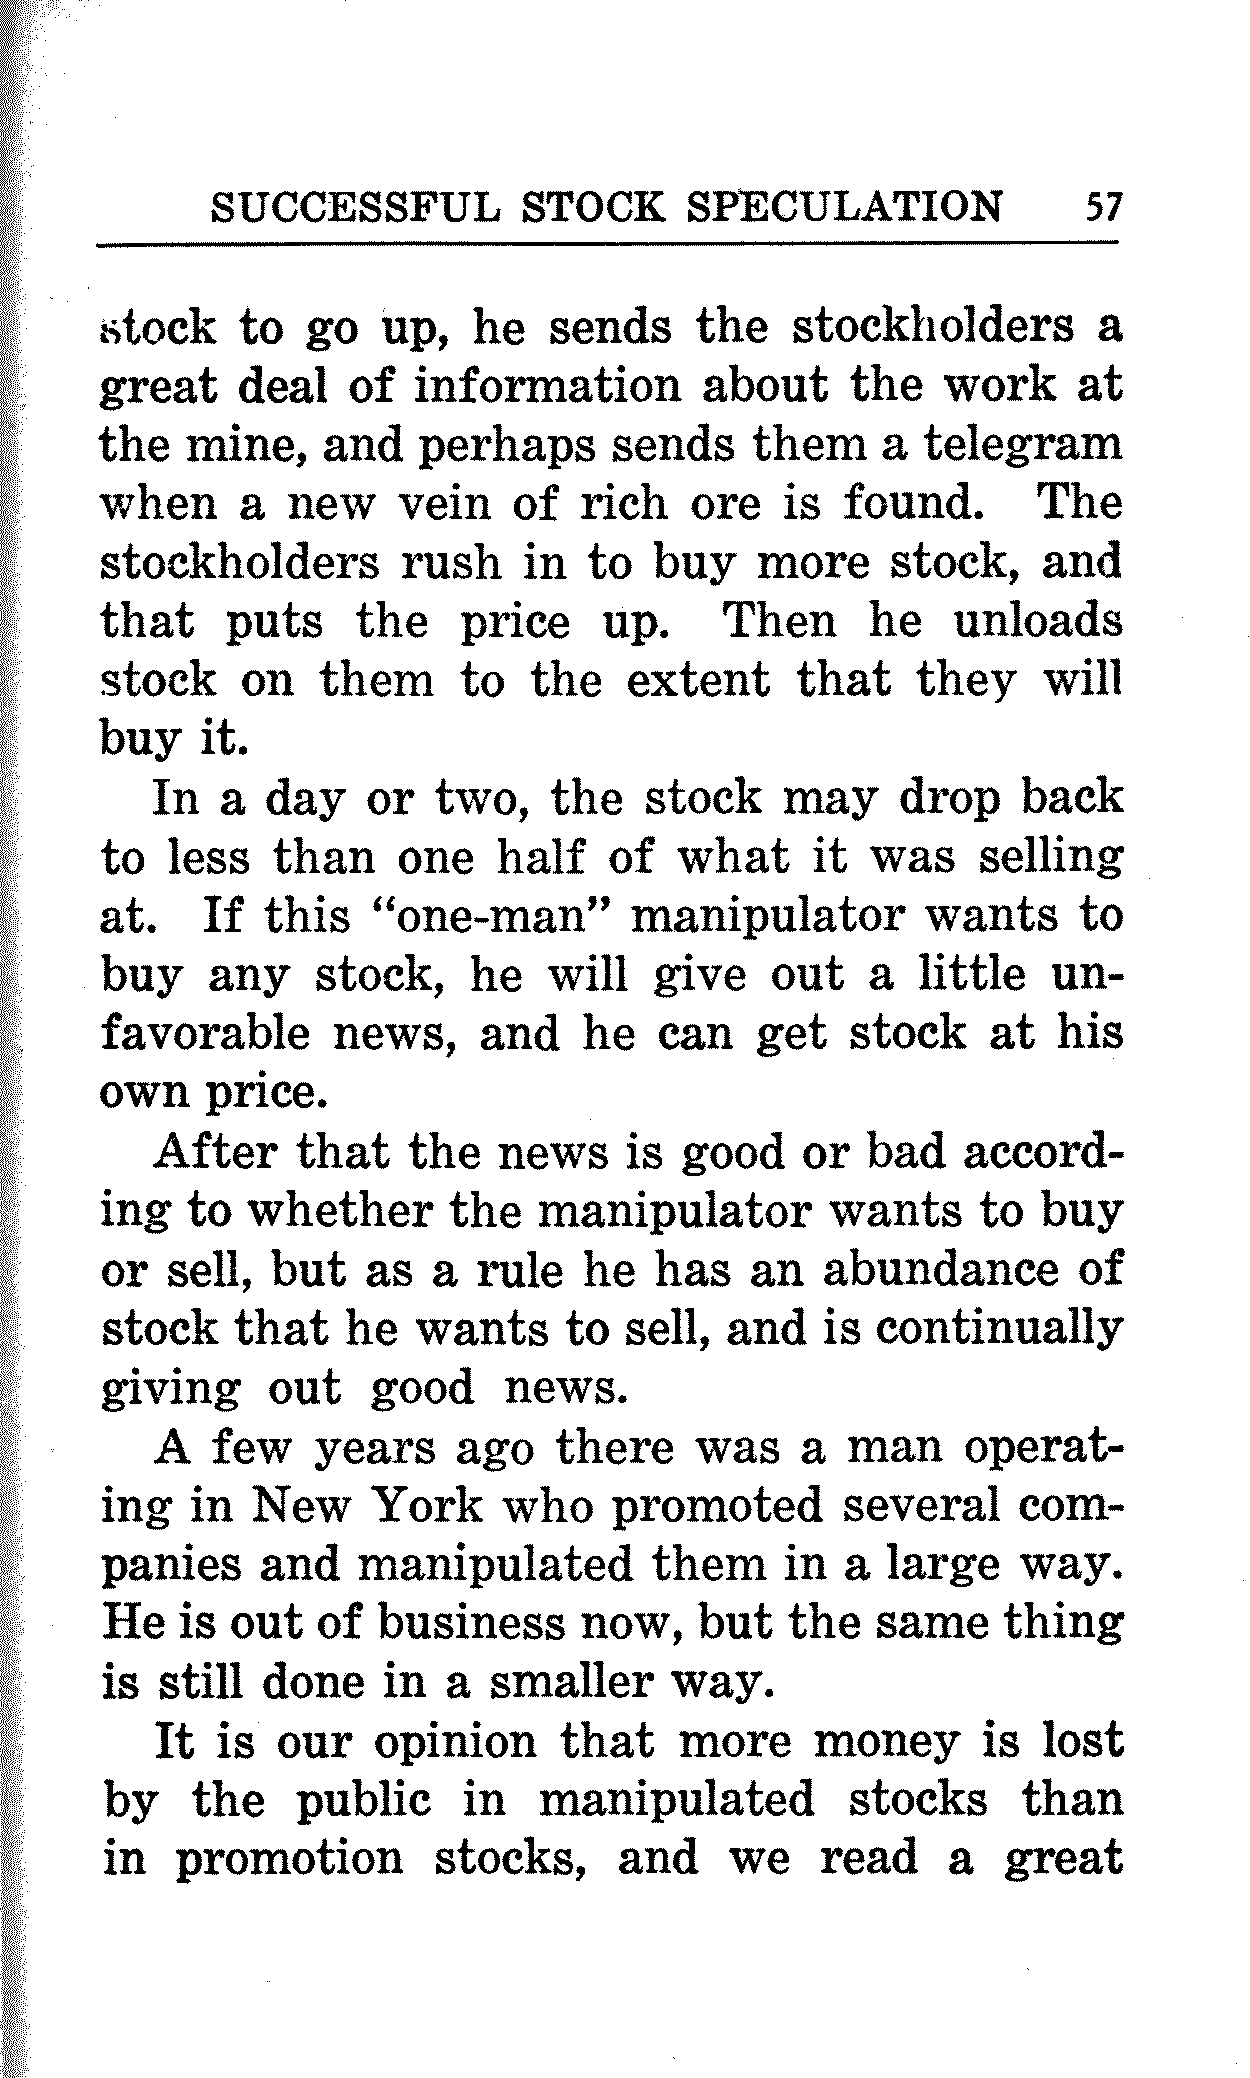 SUCCESSFUL STOCK SPECULATION 57
stock to go up, he sends the stockholders a
great deal of information about the work at
the mine, and perhaps sends them a telegram
when a new vein of rich ore is found. The
stockholders rush in to buy more stock, and
that puts the price up. Then he unloads
stock on them to the extent that they will
buy it.
In a day or two, the stock may drop back
to less than one half of what it was selling
at. If this “one-man” manipulator wants to
buy any stock, he will give out a little un-
favorable news, and he can get stock at his
own price.
After that the news is good or bad accord-
ing to whether the manipulator wants to buy
or sell, but as a rule he has an abundance of
stock that he wants to sell, and is continually
giving out good news.
A few years ago there was a man operat-
ing in New York who promoted several com-
panies and manipulated them in a large way.
He is out of business now, but the same thing
is still done in a smaller way.
It is our opinion that more money is lost
by the public in manipulated stocks than
in promotion stocks, and we read a great